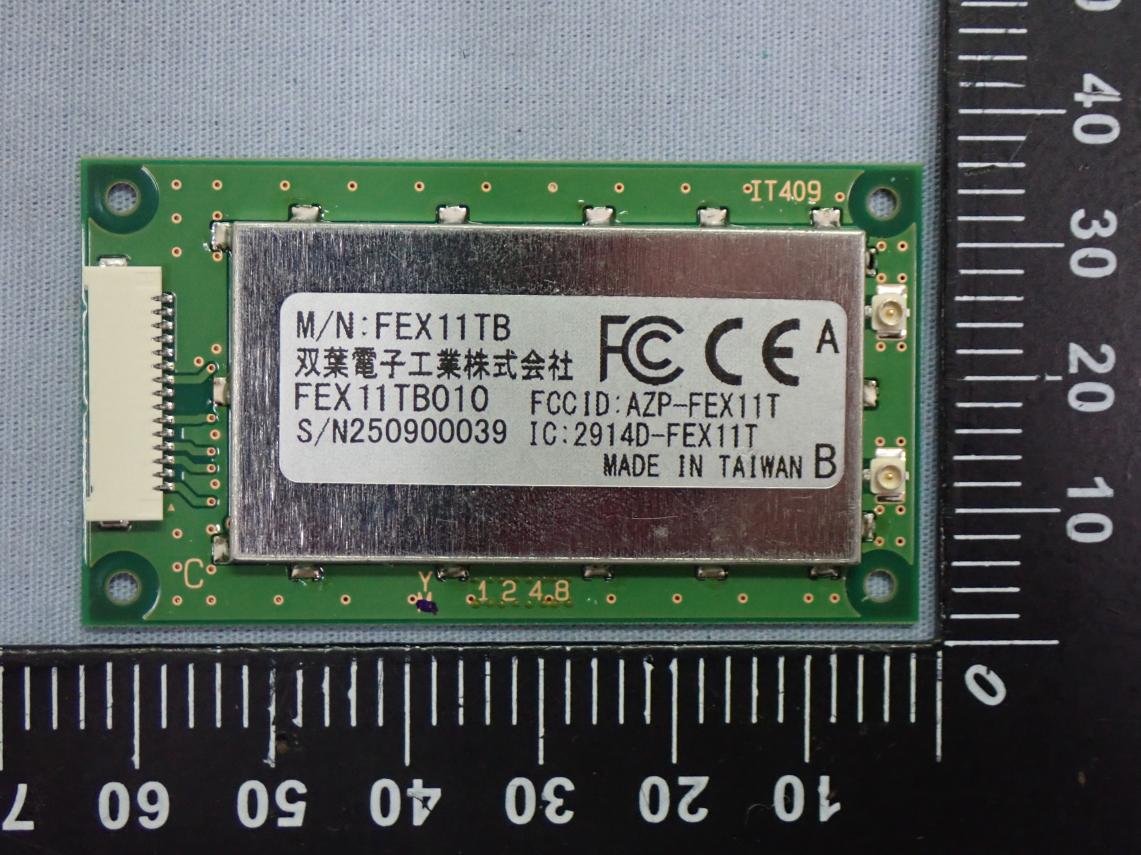 IT409
M/N:FEX11TB
双葉電子工業株式会社
FEX11TB010
S/N250900039
FC CE A
FCCID:AZP-FEX11T
IC:2914D-FEX11T
MADE IN TAIWAN B
C
Y
1 2 4 8
40
30
20
10
0
70 60 50 40 30 20 10